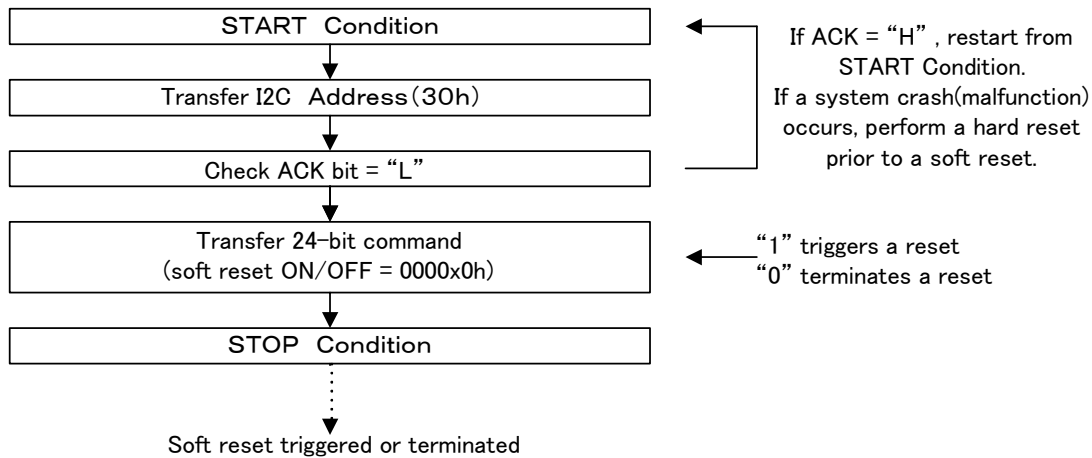 START Condition
Transfer I2C Address(30h)
Check ACK bit = “L”
Transfer 24-bit command
(soft reset ON/OFF = 0000x0h)
STOP Condition
Soft reset triggered or terminated
If ACK = “H” , restart from
START Condition.
If a system crash(malfunction)
occurs, perform a hard reset
prior to a soft reset.
“1” triggers a reset
“0” terminates a reset